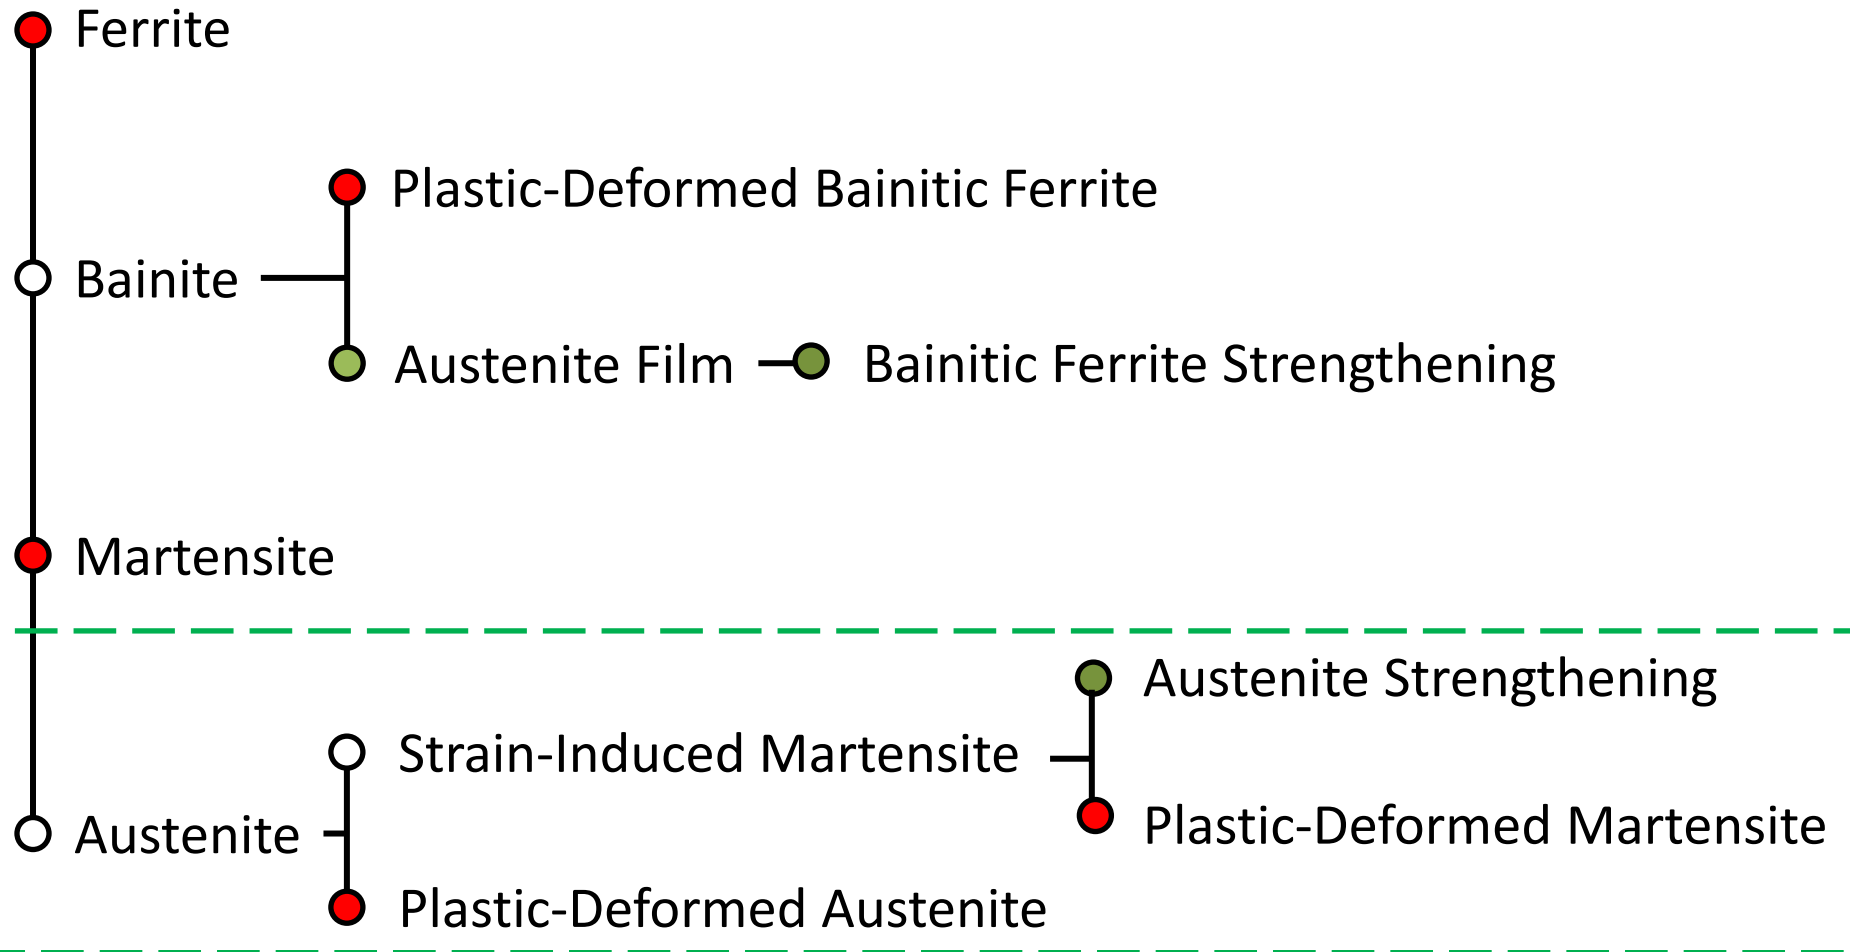 Ferrite
Plastic-Deformed Bainitic Ferrite
Bainite
Austenite Film
Bainitic Ferrite Strengthening
Martensite
Austenite Strengthening
Strain-Induced Martensite
Plastic-Deformed Martensite
Austenite
Plastic-Deformed Austenite